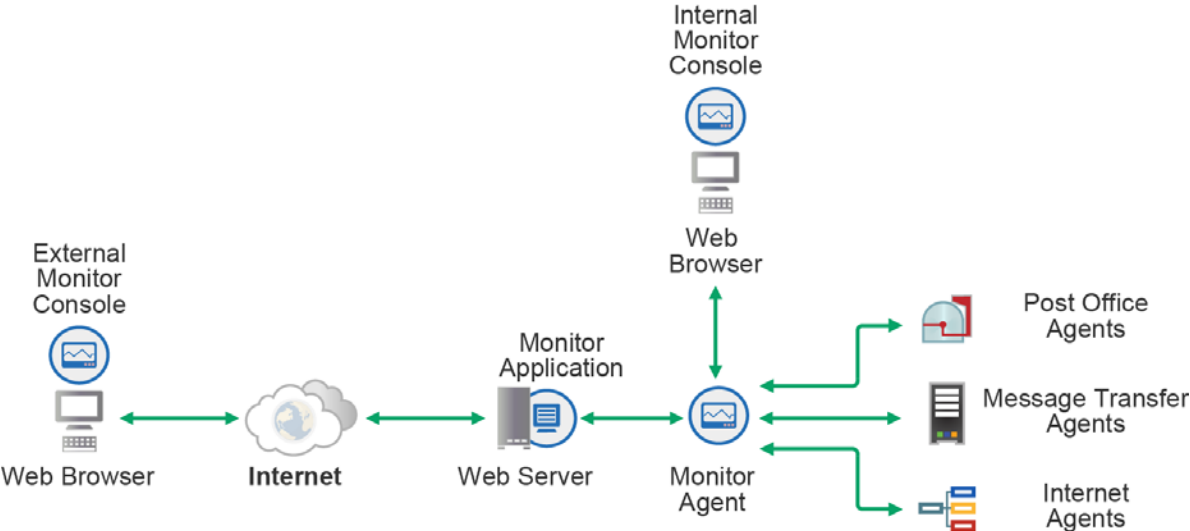 Internal
Monitor
Console
Web
Browser
External
Monitor
Console
Web Browser
Internet
Monitor
Application
Web Server
Monitor
Agent
Post Office
Agents
Message Transfer
Agents
Internet
Agents